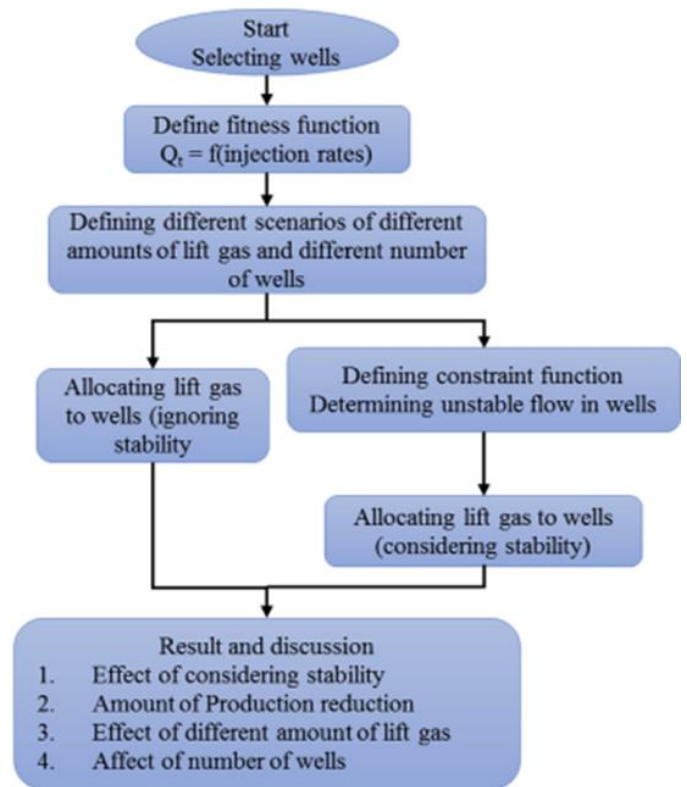 Start
Selecting wells
Define fitness function
Qt = f(injection rates)
Defining different scenarios of different
amounts of lift gas and different number
of wells
Allocating lift gas
to wells (ignoring
stability
Defining constraint function
Determining unstable flow in wells
Allocating lift gas to wells
(considering stability)
Result and discussion
1. Effect of considering stability
2. Amount of Production reduction
3. Effect of different amount of lift gas
4. Affect of number of wells